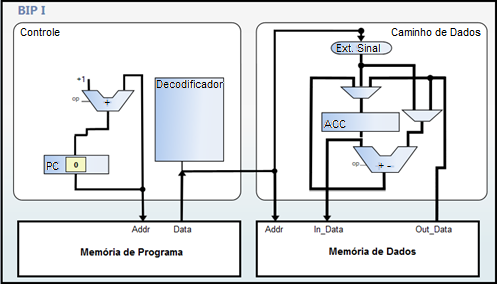 BIP I
Controle
Caminho de Dados
Ext. Sinal
+1
op
+
Decodificador
ACC
PC 0
op
+ -
Addr
Data
Addr
In_Data
Out_Data
Memória de Programa
Memória de Dados